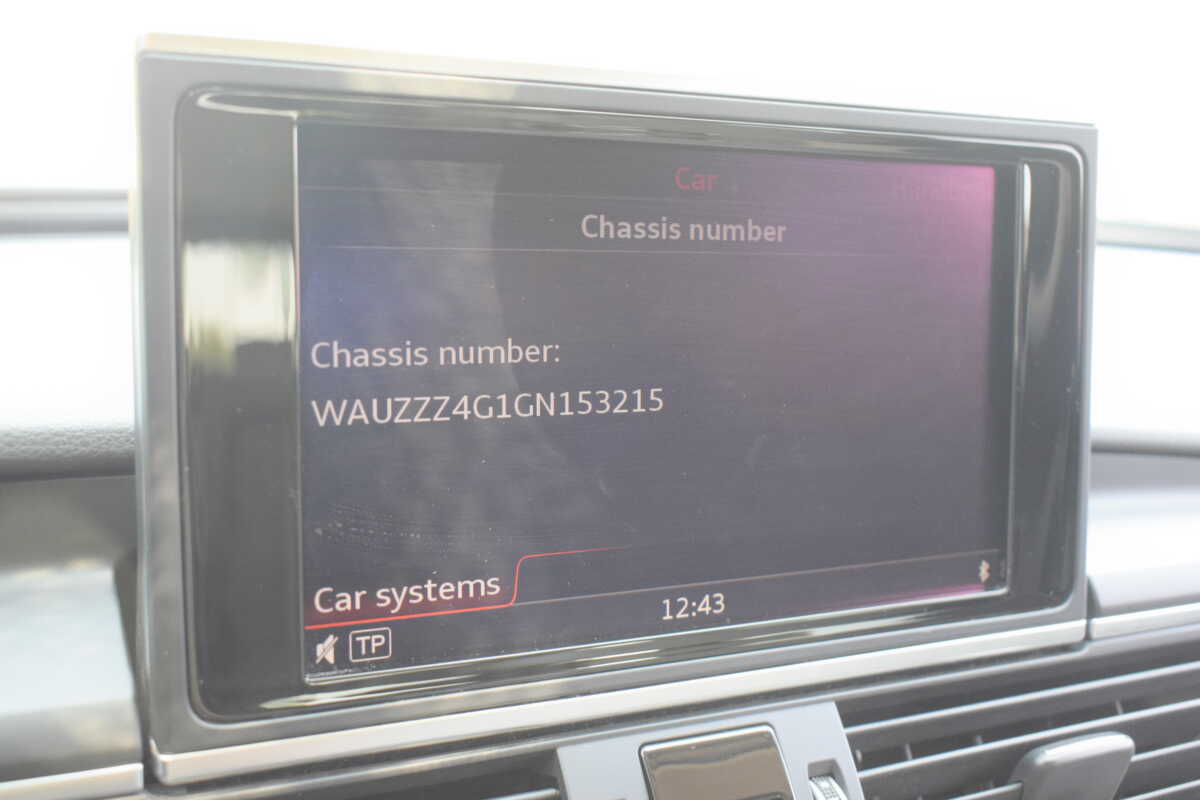 Car
Chassis number
Chassis number:
WAUZZZ4G1GN153215
Car systems
12:43
TP